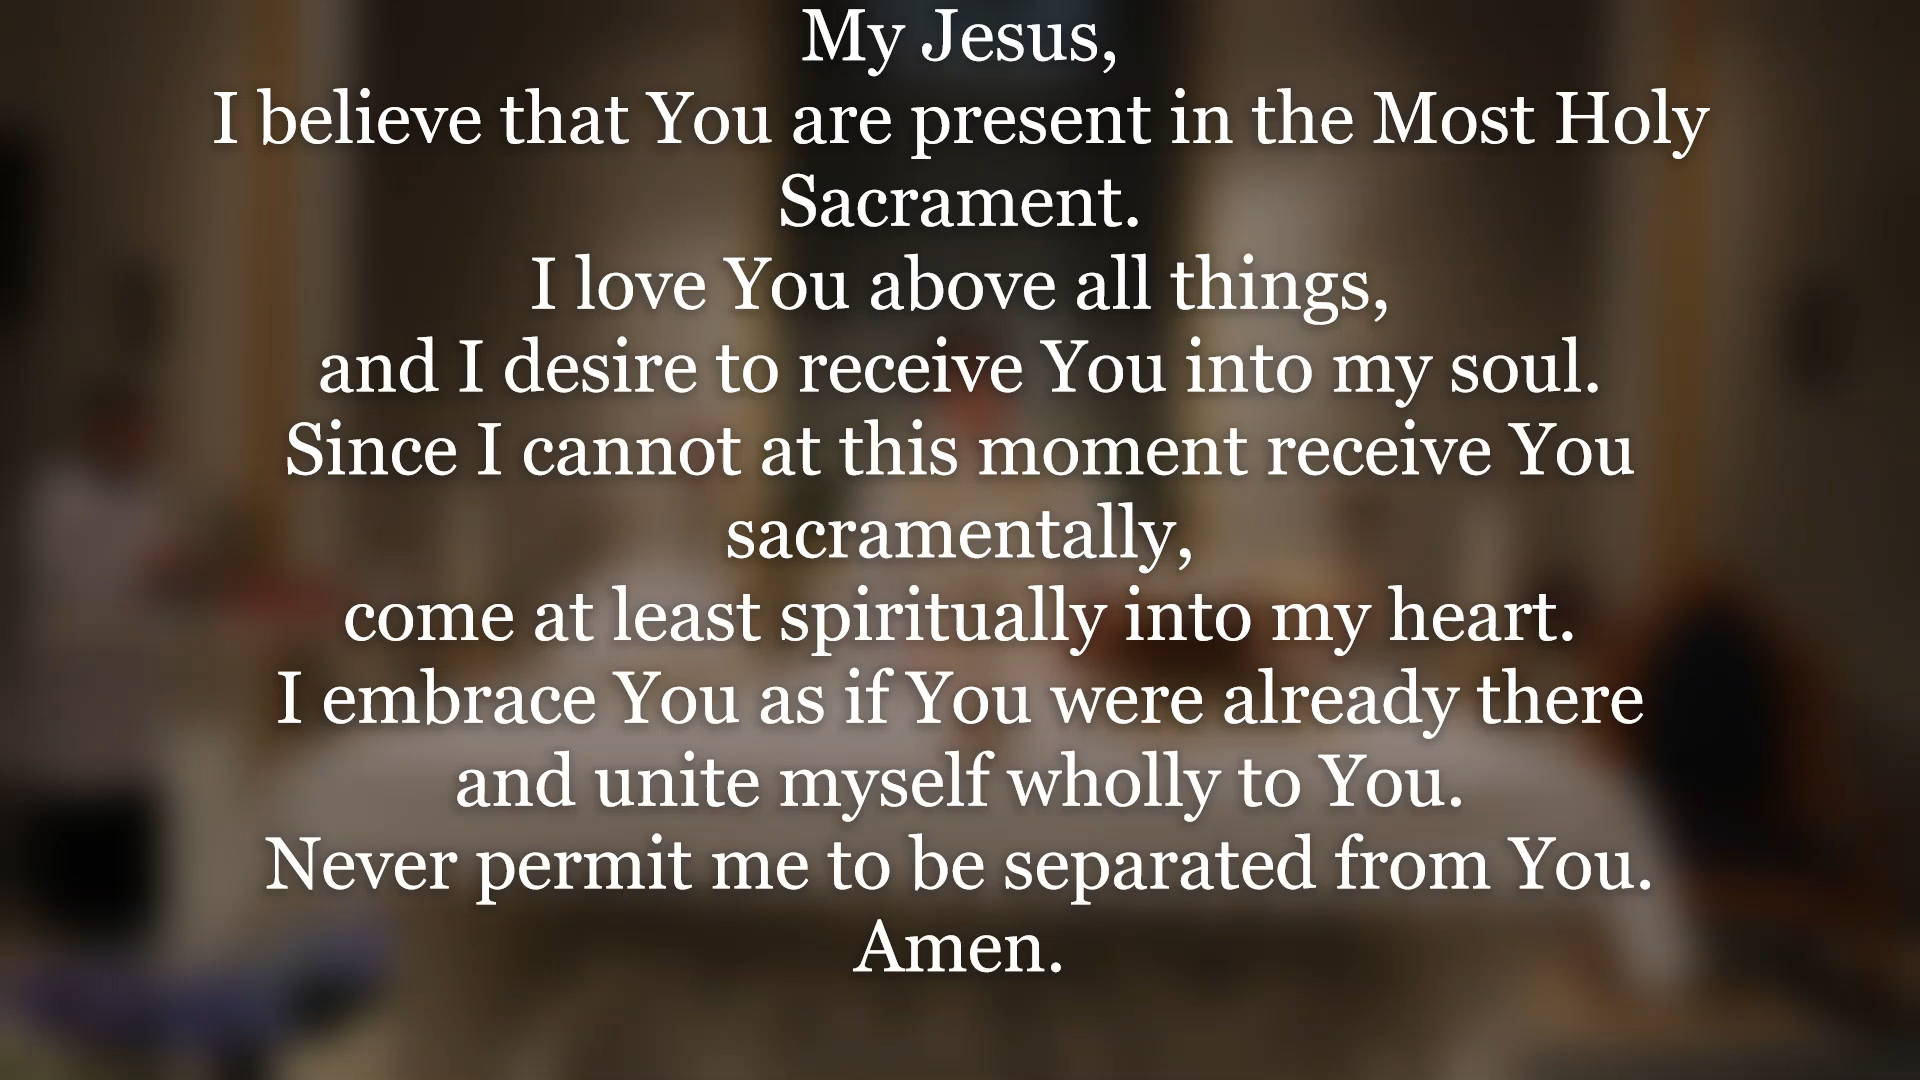 My Jesus,
I believe that You are present in the Most Holy
Sacrament.
I love You above all things,
and I desire to receive You into my soul.
Since I cannot at this moment receive You
sacramentally,
come at least spiritually into my heart.
I embrace You as if You were already there
and unite myself wholly to You.
Never permit me to be separated from You.
Amen.